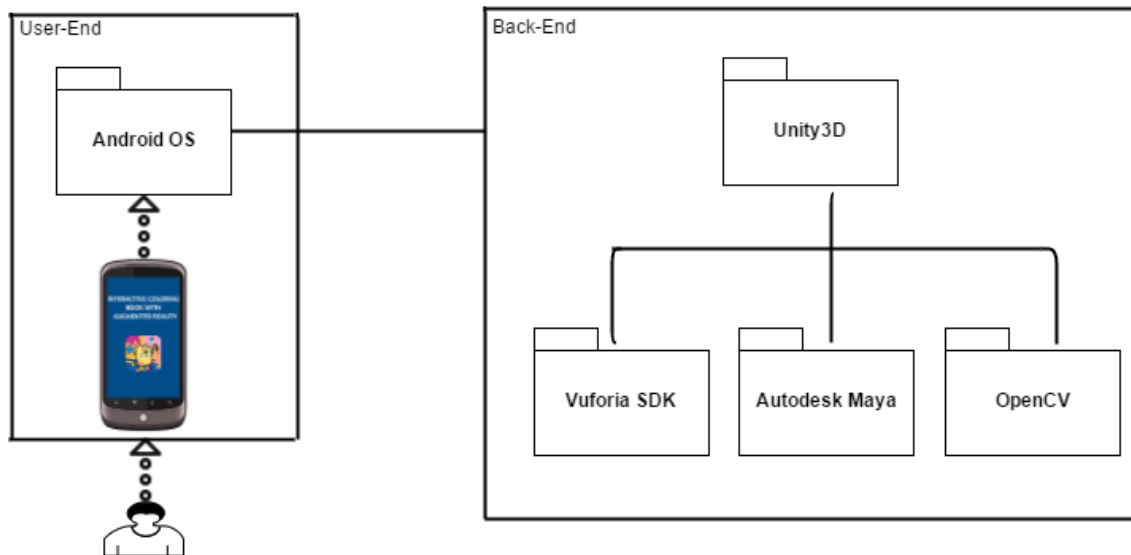 User-End
Back-End
Android OS
Unity3D
INTERACTIVE COLORING
BOOK WITH
AUGMENTED REALITY
Vuforia SDK
Autodesk Maya
OpenCV